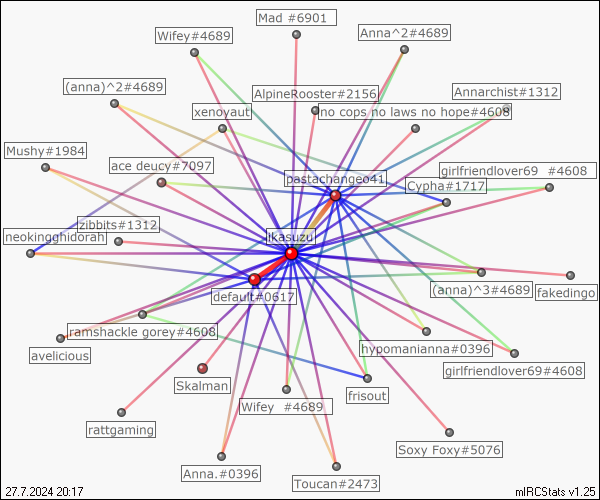 Mad #6901
Wifey#4689
Anna^2#4689
(anna)^2#4689
AlpineRooster#2156
Annarchist#1312
xenoyaut
no cops no laws no hope#4608
Mushy#1984
ace deucy#7097
pastachangeo41
girlfriendlover69 #4608
Cypha#1717
zibbits#1312
neokingghidorah
iKasuzu
default#0617
(anna)^3#4689
fakedingo
ramshackle gorey#4608
avelicious
hypomanianna#0396
girlfriendlover69#4608
Skalman
frisout
Wifey #4689
rattgaming
Soxy Foxy#5076
Anna.#0396
Toucan#2473
27.7.2024 20:17
mIRCStats v1.25